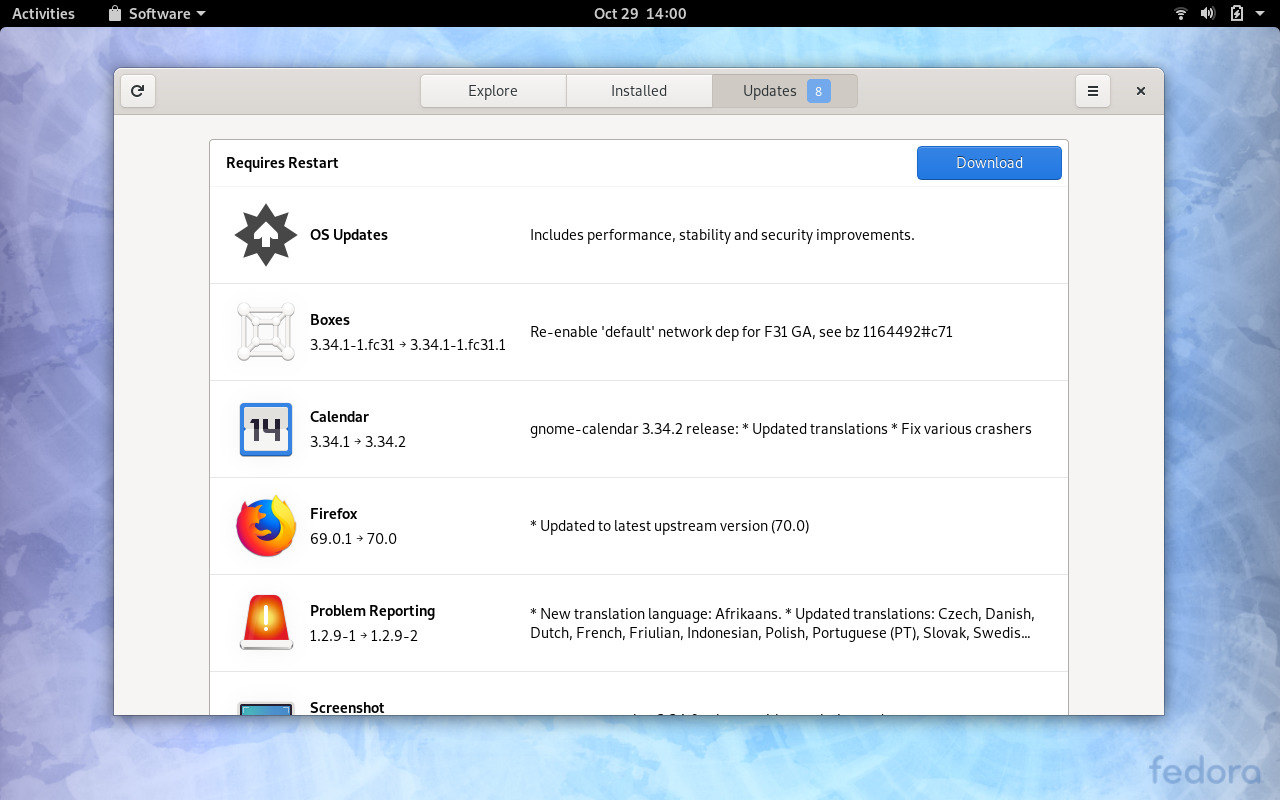 Activities
Software
Oct 29 14:00
Explore
Installed
Updates
8
Requires Restart
Download
OS Updates
Includes performance, stability and security improvements.
Boxes
3.34.1-1.fc31 → 3.34.1-1.fc31.1
Re-enable 'default' network dep for F31 GA, see bz 1164492#c71
Calendar
3.34.1 → 3.34.2
gnome-calendar 3.34.2 release: * Updated translations * Fix various crashers
14
Firefox
69.0.1 → 70.0
* Updated to latest upstream version (70.0)
Problem Reporting
1.2.9-1 → 1.2.9-2
* New translation language: Afrikaans. * Updated translations: Czech, Danish,
Dutch, French, Friulian, Indonesian, Polish, Portuguese (PT), Slovak, Swedis...
Screenshot
fedora